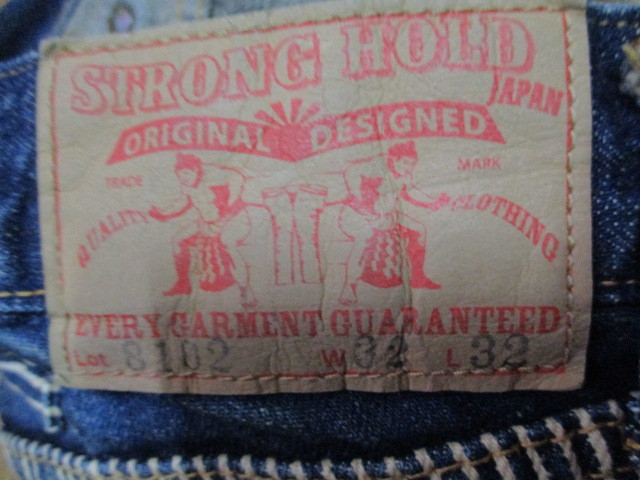 STRONG HOLD
JAPAN
ORIGINAL DESIGNED
TRADE MARK
QUALITY CLOTHING
EVERY GARMENT GUARANTEED
Lot 8102 W 32 L 32